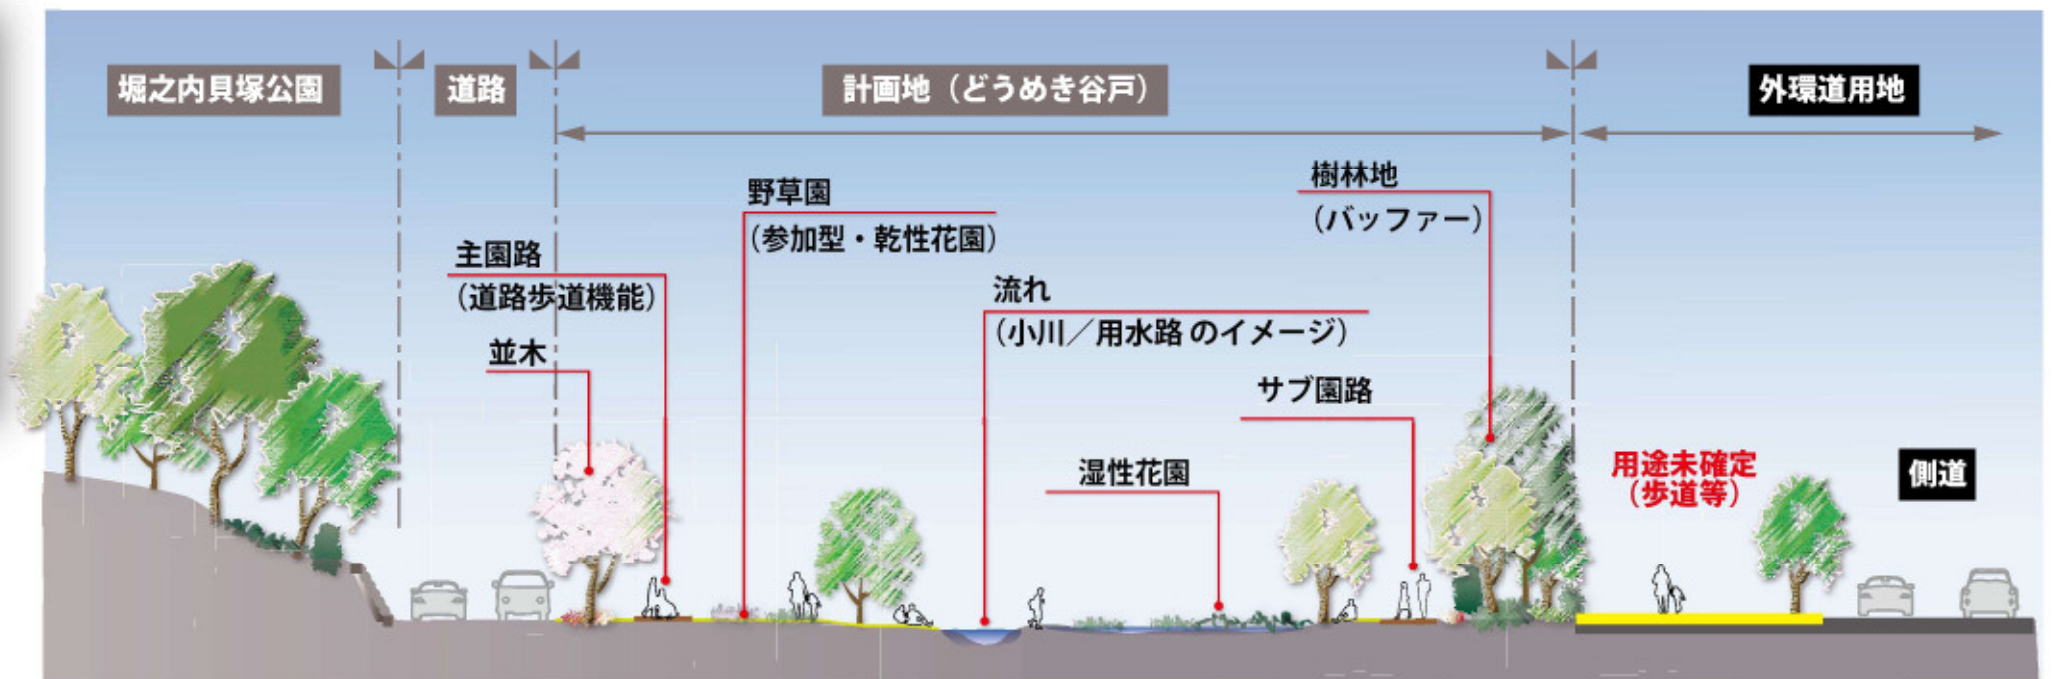 堀之内貝塚公園
道路
計画地（どうめき谷戸）
外環道用地
樹林地
（バッファー）
野草園
（参加型・乾性花園）
主園路
（道路歩道機能）
流れ
（小川／用水路のイメージ）
並木
サブ園路
湿性花園
用途未確定
（歩道等）
側道